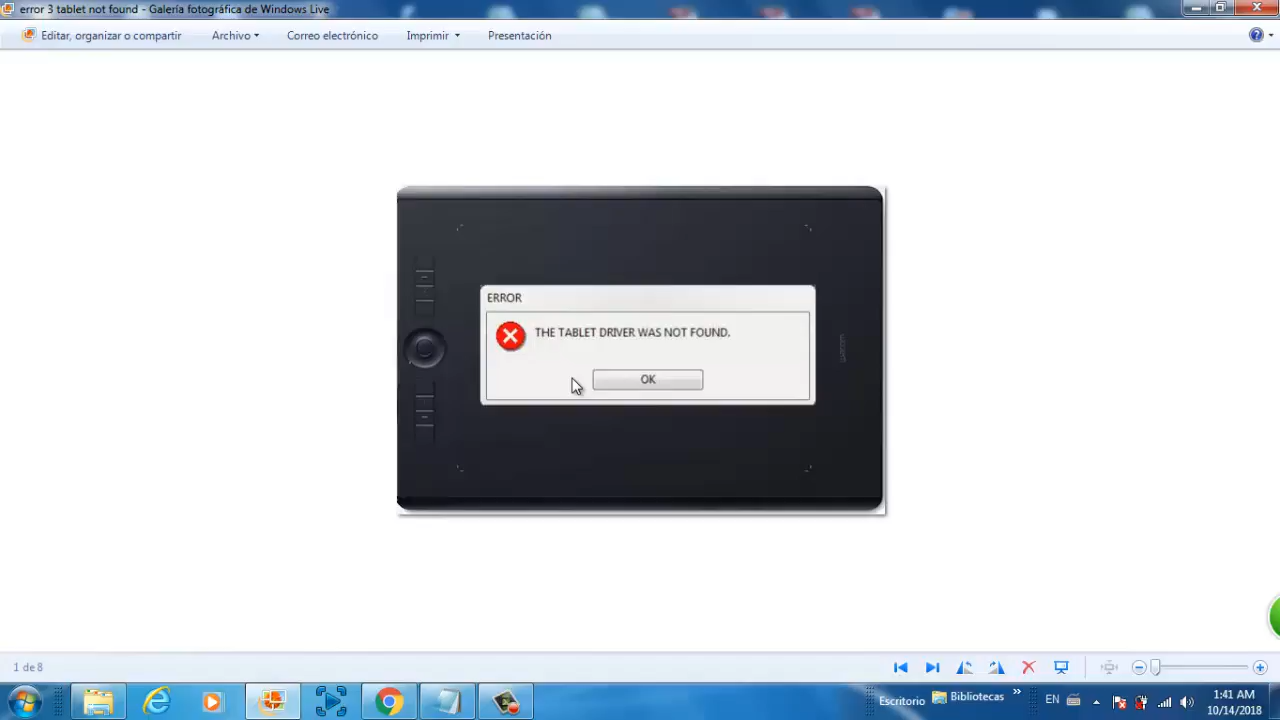 error 3 tablet not found - Galería fotográfica de Windows Live
Editar, organizar o compartir Archivo Correo electrónico Imprimir Presentación
ERROR
THE TABLET DRIVER WAS NOT FOUND.
OK
wacom
1 de 8
Escritorio Bibliotecas » EN 1:41 AM
10/14/2018